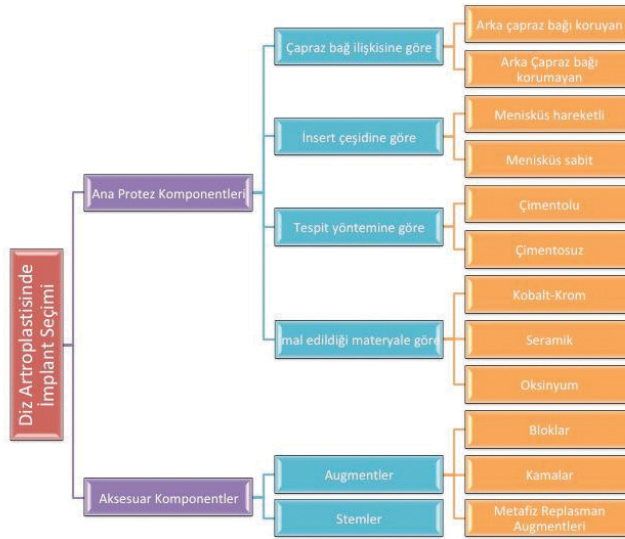 Diz Artroplastisinde
İmplant Seçimi
Ana Protez Komponentleri
Çapraz bağ ilişkisine göre
Arka çapraz bağı koruyan
Arka Çapraz bağı
korumayan
İnsert çeşidine göre
Menisküs hareketli
Menisküs sabit
Tespit yöntemine göre
Çimentolu
Çimentosuz
mal edildiği materyale göre
Kobalt-Krom
Seramik
Oksinyum
Aksesuar Komponentler
Augmentler
Bloklar
Kamalar
Metafiz Replasman
Augmentleri
Stemler